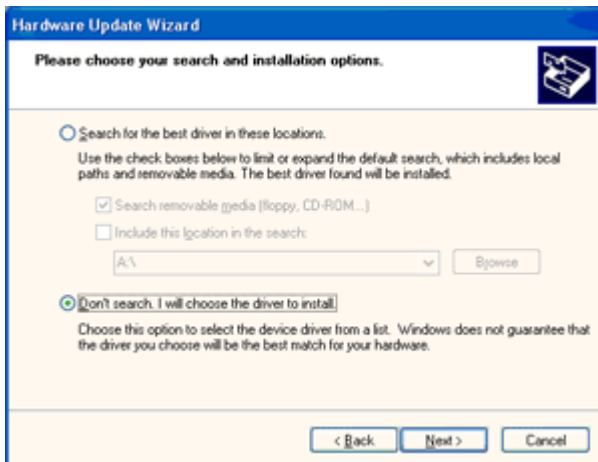 Hardware Update Wizard
Please choose your search and installation options.
Search for the best driver in these locations.
Use the check boxes below to limit or expand the default search, which includes local
paths and removable media. The best driver found will be installed.
Search removable media (floppy, CD-ROM...)
Include this location in the search:
A:\
Browse
Don't search. I will choose the driver to install.
Choose this option to select the device driver from a list. Windows does not guarantee that
the driver you choose will be the best match for your hardware.
< Back
Next >
Cancel